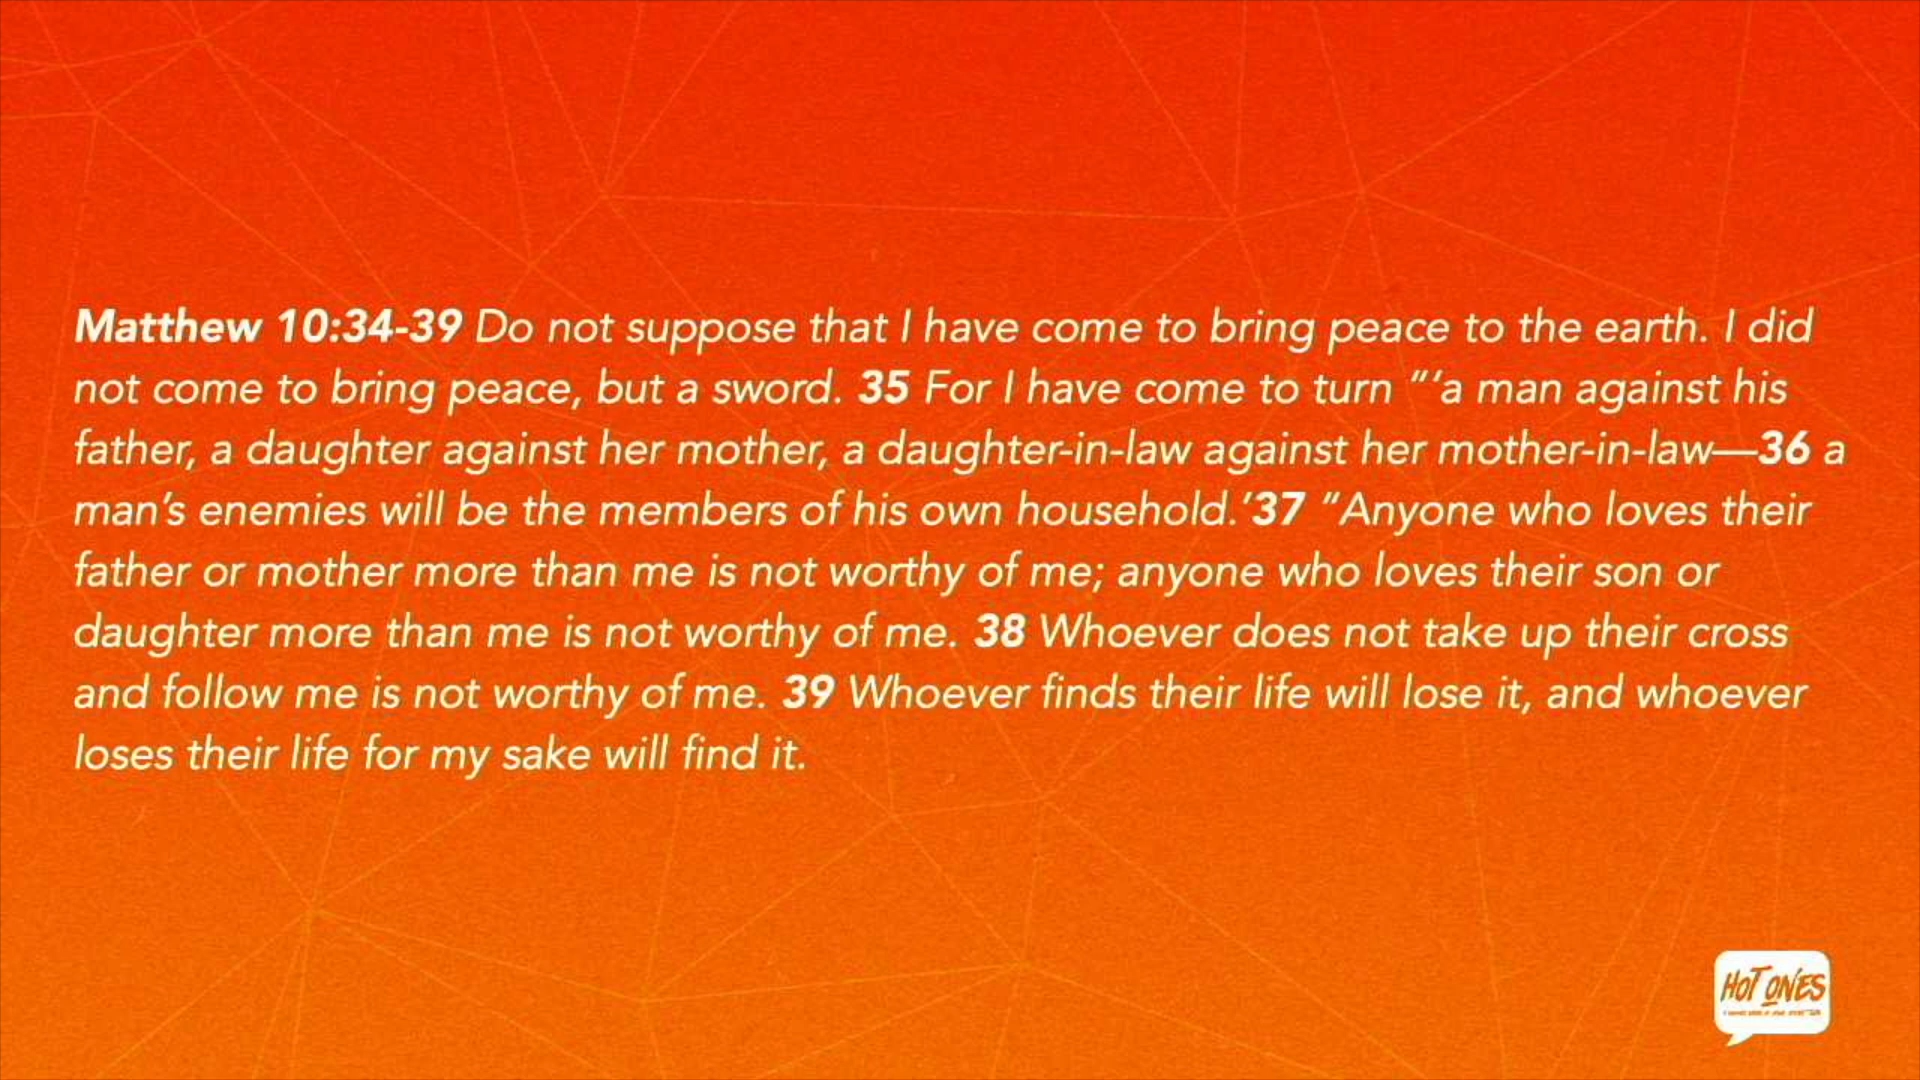 Matthew 10:34-39 Do not suppose that I have come to bring peace to the earth. I did
not come to bring peace, but a sword. 35 For I have come to turn "'a man against his
father, a daughter against her mother, a daughter-in-law against her mother-in-law—36 a
man's enemies will be the members of his own household.'37 "Anyone who loves their
father or mother more than me is not worthy of me; anyone who loves their son or
daughter more than me is not worthy of me. 38 Whoever does not take up their cross
and follow me is not worthy of me. 39 Whoever finds their life will lose it, and whoever
loses their life for my sake will find it.
HOT ONES